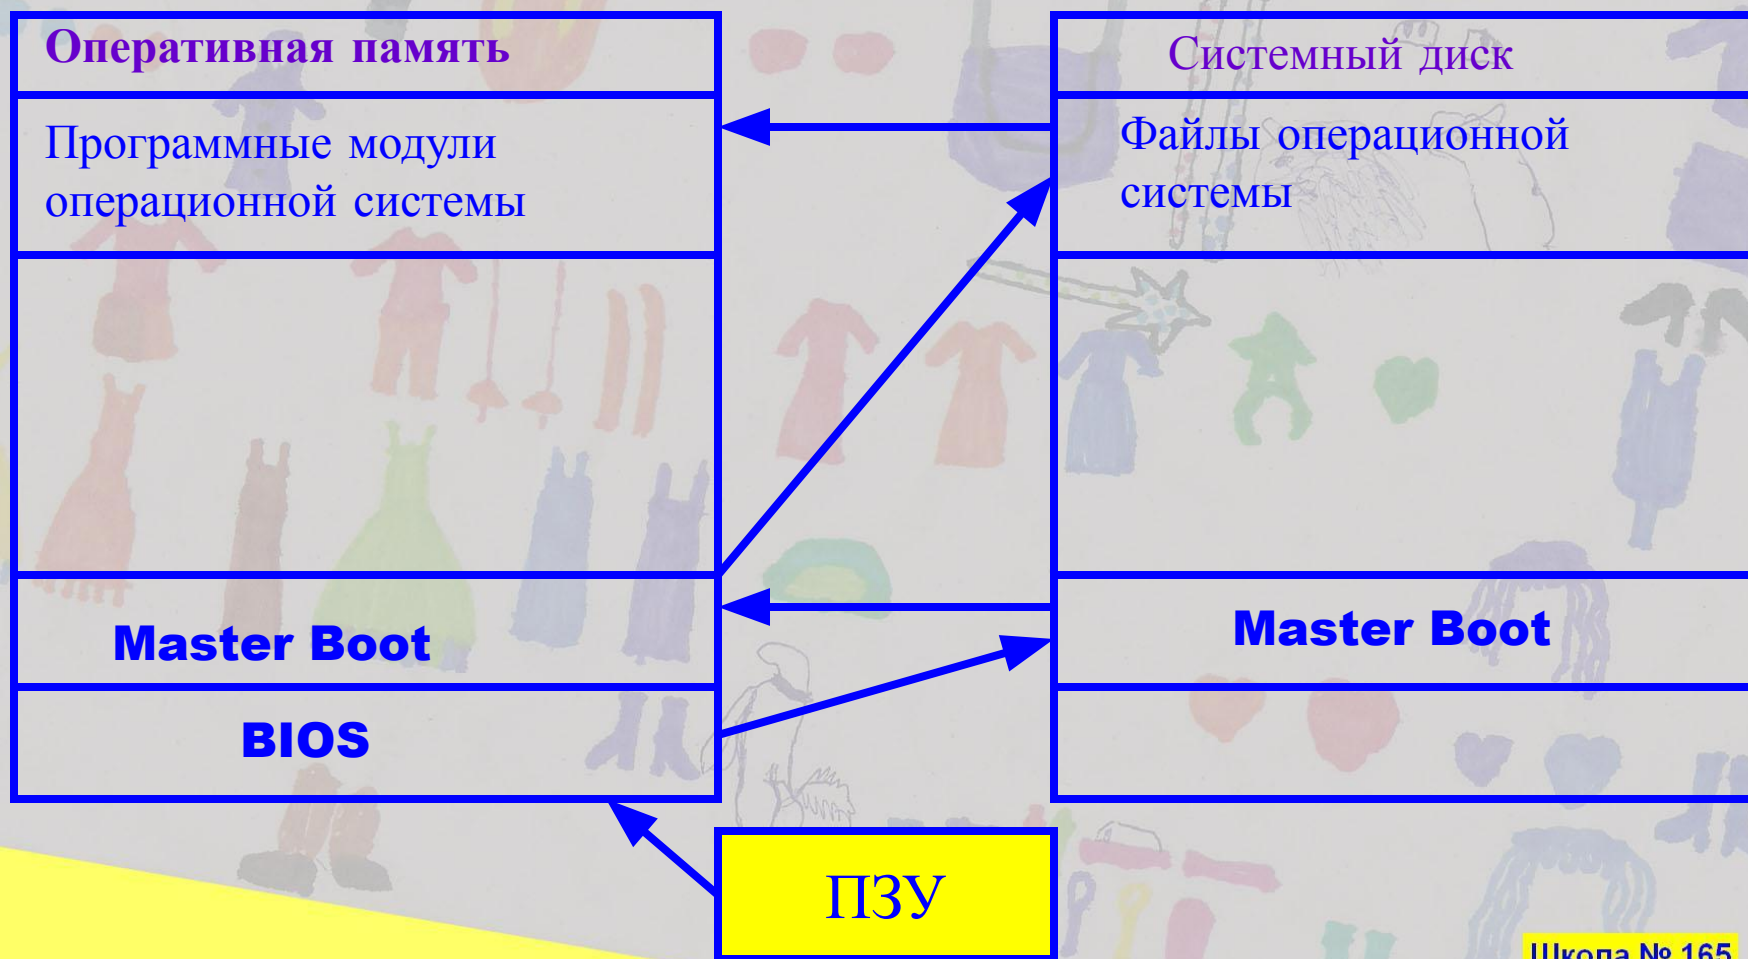 Оперативная память
Программные модули
операционной системы
Master Boot
BIOS
Системный диск
Файлы операционной
системы
Master Boot
ПЗУ
Школа № 165